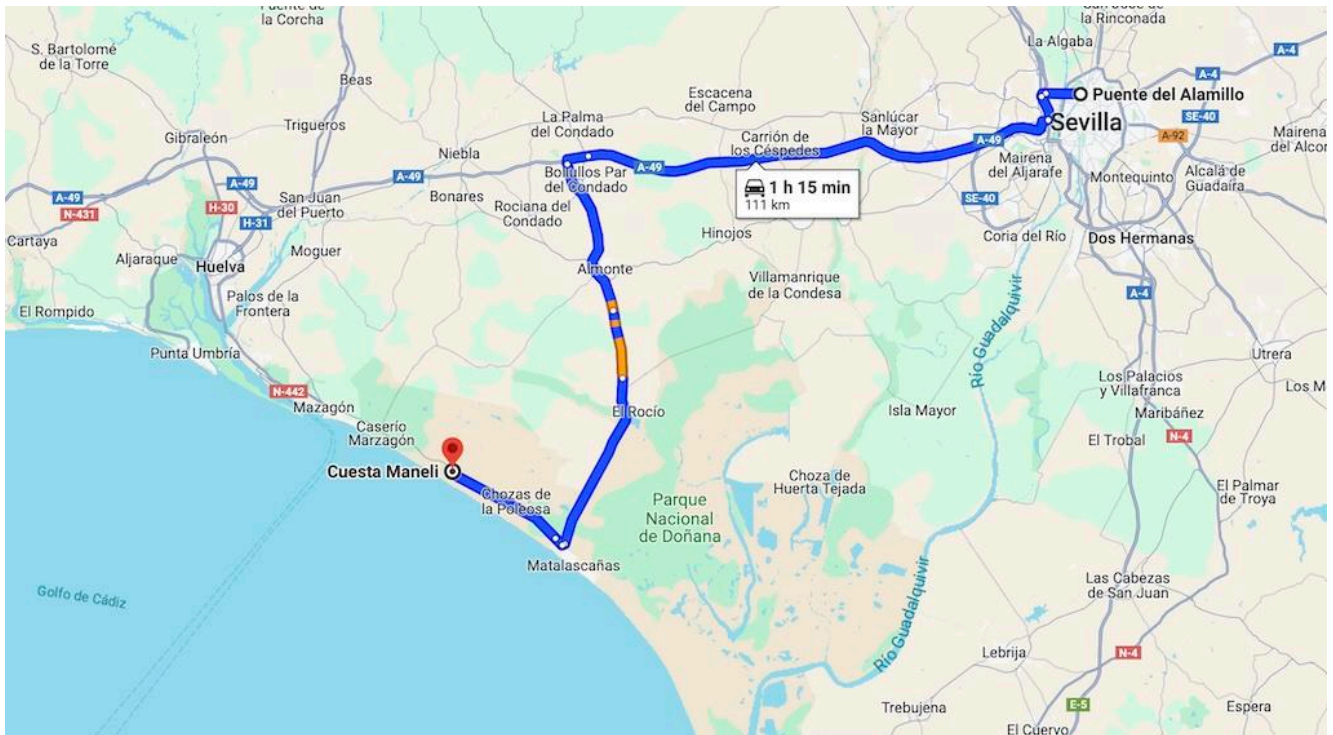 Puente de
la Corcha
San José de
la Rinconada
La Algaba
S. Bartolomé
de la Torre
A-4
Beas
A-4
Escacena
del Campo
Puente del Alamillo
La Palma
del Condado
Sanlúcar
la Mayor
SE-40
Trigueros
Sevilla
Gibraleón
Carrión de
los Céspedes
A-92
Mairena
del Alcor
Niebla
A-49
A-49
Mairena
del Aljarafe
A-49
Bollullos Par
del Condado
Alcalá de
Guadaíra
A-49
Montequinto
1 h 15 min
111 km
Bonares
San Juan
del Puerto
SE-40
N-431
H-30
H-31
Rociana del
Condado
Hinojos
Coria del Río
Dos Hermanas
Cartaya
Moguer
Aljaraque
Huelva
Almonte
Villamanrique
de la Condesa
A-4
Palos de la
Frontera
El Rompido
Río Guadalquivir
Punta Umbría
Utrera
Los Palacios
y Villafranca
Los M
N-442
Mazagón
Isla Mayor
El Rocío
Maribáñez
Caserío
Marzagón
El Trobal
N-4
Cuesta Maneli
Choza de
Huerta Tejada
El Palmar
de Troya
Chozas de
la Poleosa
Parque
Nacional
de Doñana
Matalascañas
Las Cabezas
de San Juan
Golfo de Cádiz
Río Guadalquivir
Lebrija
N-4
Trebujena
E-5
Espera
El Cuervo